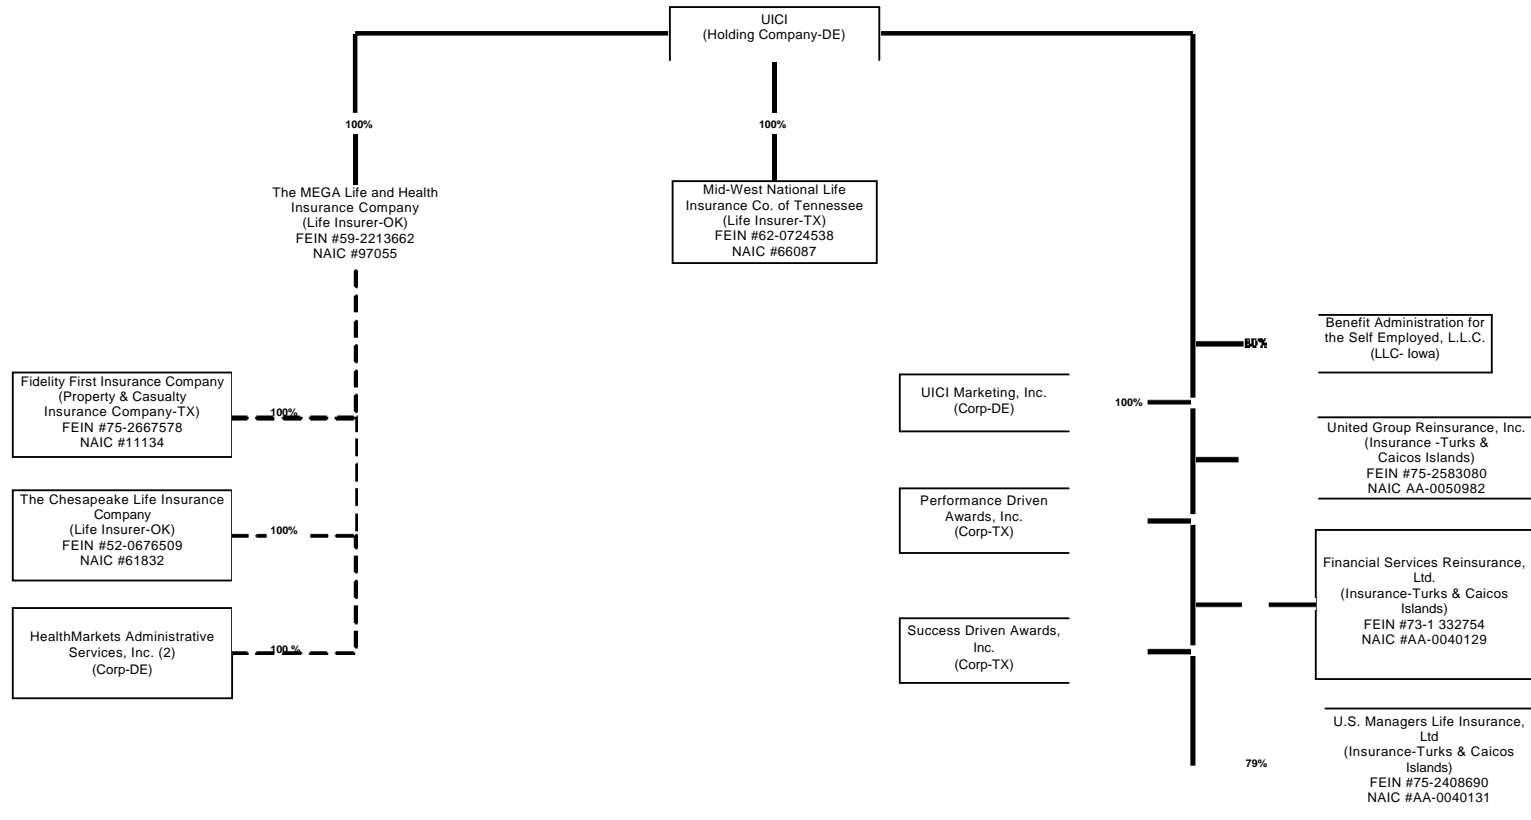 UICI
(Holding Company-DE)
100%
100%
The MEGA Life and Health
Insurance Company
(Life Insurer-OK)
FEIN #59-2213662
NAIC #97055
Mid-West National Life
Insurance Co. of Tennessee
(Life Insurer-TX)
FEIN #62-0724538
NAIC #66087
Benefit Administration for
the Self Employed, L.L.C.
(LLC- Iowa)
Fidelity First Insurance Company
(Property & Casualty
Insurance Company-TX)
FEIN #75-2667578
NAIC #11134
100%
UICI Marketing, Inc.
(Corp-DE)
100%
United Group Reinsurance, Inc.
(Insurance -Turks &
Caicos Islands)
FEIN #75-2583080
NAIC AA-0050982
The Chesapeake Life Insurance
Company
(Life Insurer-OK)
FEIN #52-0676509
NAIC #61832
100%
Performance Driven
Awards, Inc.
(Corp-TX)
Financial Services Reinsurance,
Ltd.
(Insurance-Turks & Caicos
Islands)
FEIN #73-1 332754
NAIC #AA-0040129
HealthMarkets Administrative
Services, Inc. (2)
(Corp-DE)
100 %
Success Driven Awards,
Inc.
(Corp-TX)
79%
U.S. Managers Life Insurance,
Ltd
(Insurance-Turks & Caicos
Islands)
FEIN #75-2408690
NAIC #AA-0040131